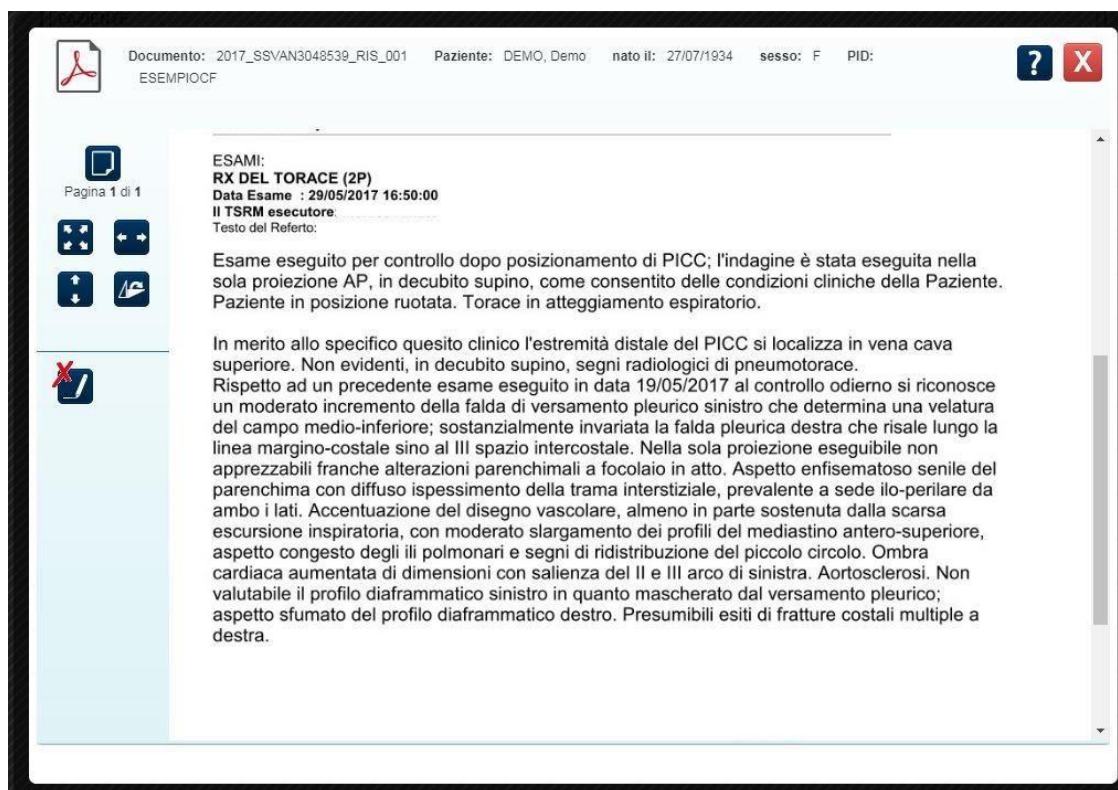 Documento: 2017_SSVAN3048539_RIS_001 Paziente: DEMO, Demo nato il: 27/07/1934 sesso: F PID:
ESEMPIOCF
? X
Pagina 1 di 1
ESAMI:
RX DEL TORACE (2P)
Data Esame : 29/05/2017 16:50:00
Il TSRM esecutore:
Testo del Referto:
Esame eseguito per controllo dopo posizionamento di PICC; l'indagine è stata eseguita nella
sola proiezione AP, in decubito supino, come consentito delle condizioni cliniche della Paziente.
Paziente in posizione ruotata. Torace in atteggiamento espiratorio.
In merito allo specifico quesito clinico l'estremità distale del PICC si localizza in vena cava
superiore. Non evidenti, in decubito supino, segni radiologici di pneumotorace.
Rispetto ad un precedente esame eseguito in data 19/05/2017 al controllo odierno si riconosce
un moderato incremento della falda di versamento pleurico sinistro che determina una velatura
del campo medio-inferiore; sostanzialmente invariata la falda pleurica destra che risale lungo la
linea margino-costale sino al III spazio intercostale. Nella sola proiezione eseguibile non
apprezzabili franche alterazioni parenchimali a focolaio in atto. Aspetto enfisematoso senile del
parenchima con diffuso ispessimento della trama interstiziale, prevalente a sede ilo-perilare da
ambo i lati. Accentuazione del disegno vascolare, almeno in parte sostenuta dalla scarsa
escursione inspiratoria, con moderato slargamento dei profili del mediastino antero-superiore,
aspetto congesto degli ili polmonari e segni di ridistribuzione del piccolo circolo. Ombra
cardiaca aumentata di dimensioni con salienza del II e III arco di sinistra. Aortosclerosi. Non
valutabile il profilo diaframmatico sinistro in quanto mascherato dal versamento pleurico;
aspetto sfumato del profilo diaframmatico destro. Presumibili esiti di fratture costali multiple a
destra.